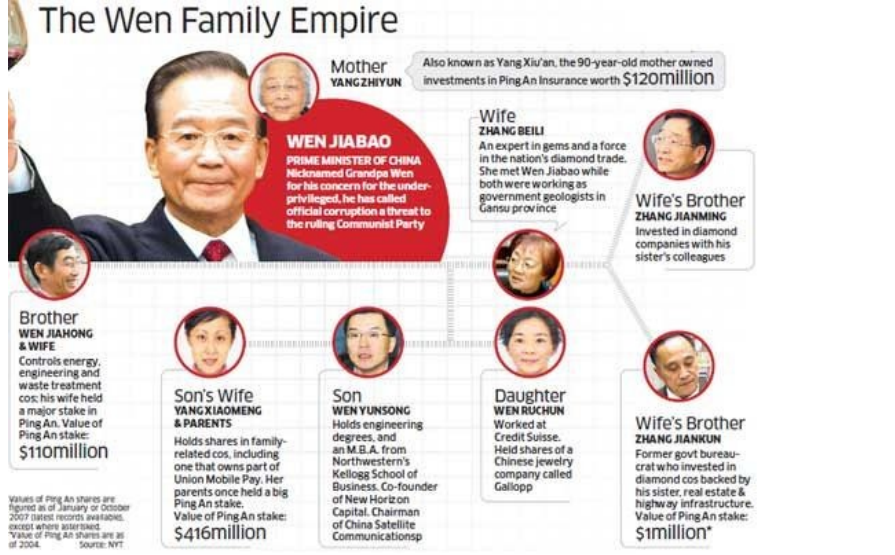 The Wen Family Empire
Mother
YANG ZHIYUN
Also known as Yang Xiu'an, the 90-year-old mother owned
investments in Ping An Insurance worth $120million
WEN JIABAO
PRIME MINISTER OF CHINA
Nicknamed Grandpa Wen
for his concern for the under-
privileged, he has called
official corruption a threat to
the ruling Communist Party
Wife
ZHANG BEILI
An expert in gems and a force
in the nation's diamond trade.
She met Wen Jiabao while
both were working as
government geologists in
Gansu province
Wife's Brother
ZHANG JIANMING
Invested in diamond
companies with his
sister's colleagues
Brother
WEN JIAHONG
& WIFE
Controls energy,
engineering and
waste treatment
cos; his wife held
a major stake in
Ping An. Value of
Ping An stake:
$110million
Son's Wife
YANG XIAOMENG
& PARENTS
Holds shares in family-
related cos, including
one that owns part of
Union Mobile Pay. Her
parents once held a big
Ping An stake.
Value of Ping An stake:
$416million
Son
WEN YUNSONG
Holds engineering
degrees, and
an M.B.A. from
Northwestern's
Kellogg School of
Business. Co-founder
of New Horizon
Capital. Chairman
of China Satellite
Communicationsp
Daughter
WEN RUCHUN
Worked at
Credit Suisse.
Held shares of a
Chinese jewelry
company called
Gallopp
Wife's Brother
ZHANG JIANKUN
Former govt bureau-
crat who invested in
diamond cos backed by
his sister, real estate &
highway infrastructure.
Value of Ping An stake:
$1million*
Values of Ping An shares are
figured as of January or October
2007 (latest records available),
except where asterisked.
*Value of Ping An shares are as
of 2004. Source: NYT